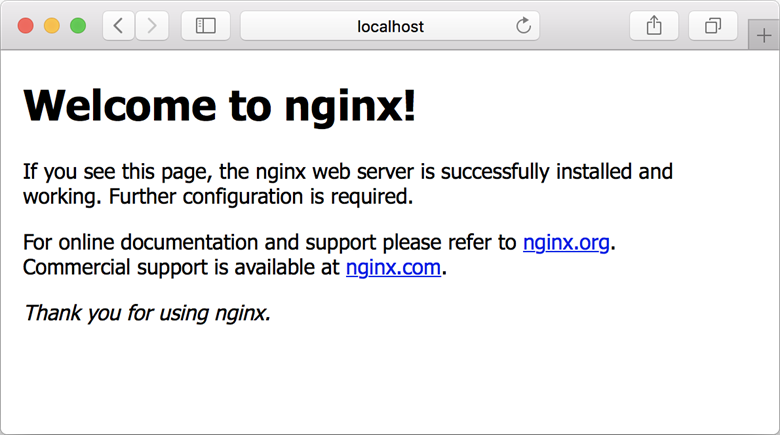 localhost
Welcome to nginx!
If you see this page, the nginx web server is successfully installed and
working. Further configuration is required.
For online documentation and support please refer to nginx.org.
Commercial support is available at nginx.com.
Thank you for using nginx.